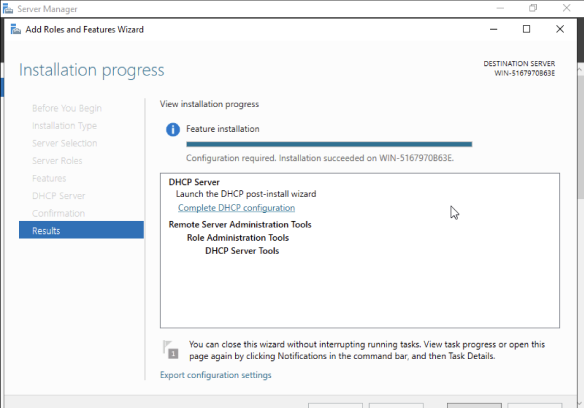 Server Manager
Add Roles and Features Wizard
Installation progress
DESTINATION SERVER
WIN-5167970863E
Before You Begin
Installation Type
Server Selection
Server Roles
Features
DHCP Server
Confirmation
Results
View installation progress
Feature installation
Configuration required. Installation succeeded on WIN-5167970B63E.
DHCP Server
Launch the DHCP post-install wizard
Complete DHCP configuration
Remote Server Administration Tools
Role Administration Tools
DHCP Server Tools
1
You can close this wizard without interrupting running tasks. View task progress or open this
page again by clicking Notifications in the command bar, and then Task Details.
Export configuration settings